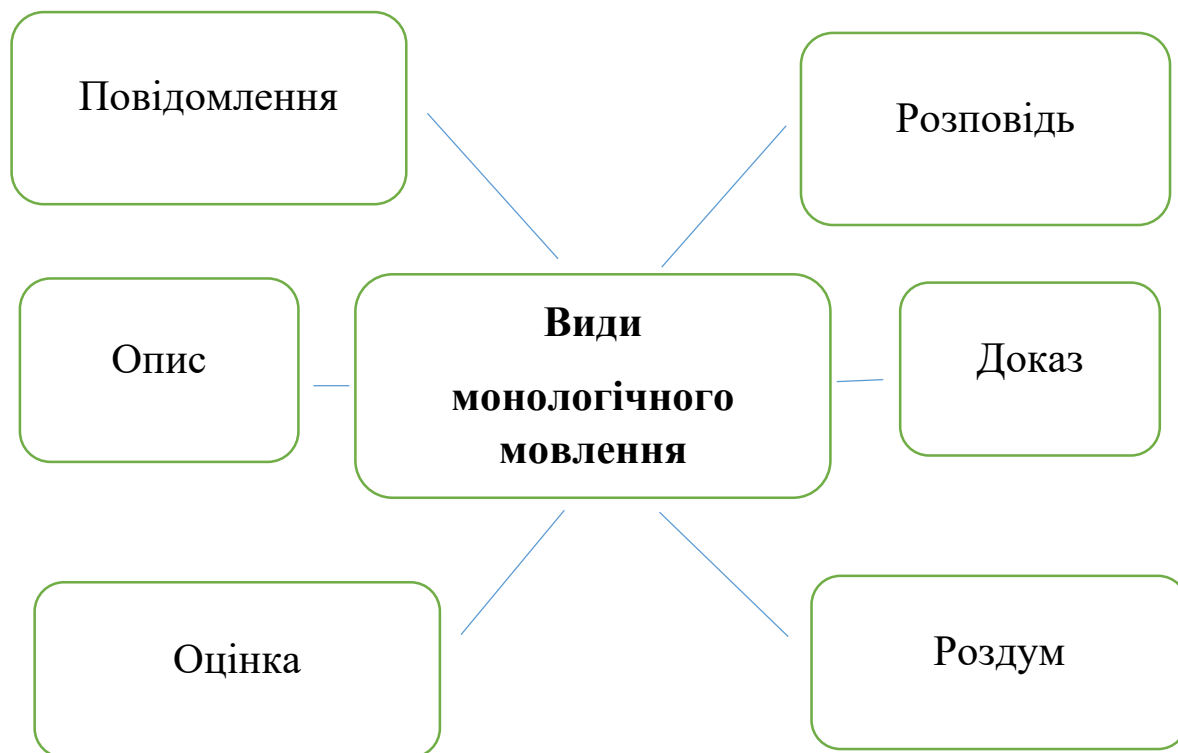 Повідомлення
Розповідь
Види
монологічного
мовлення
Опис
Доказ
Оцінка
Роздум